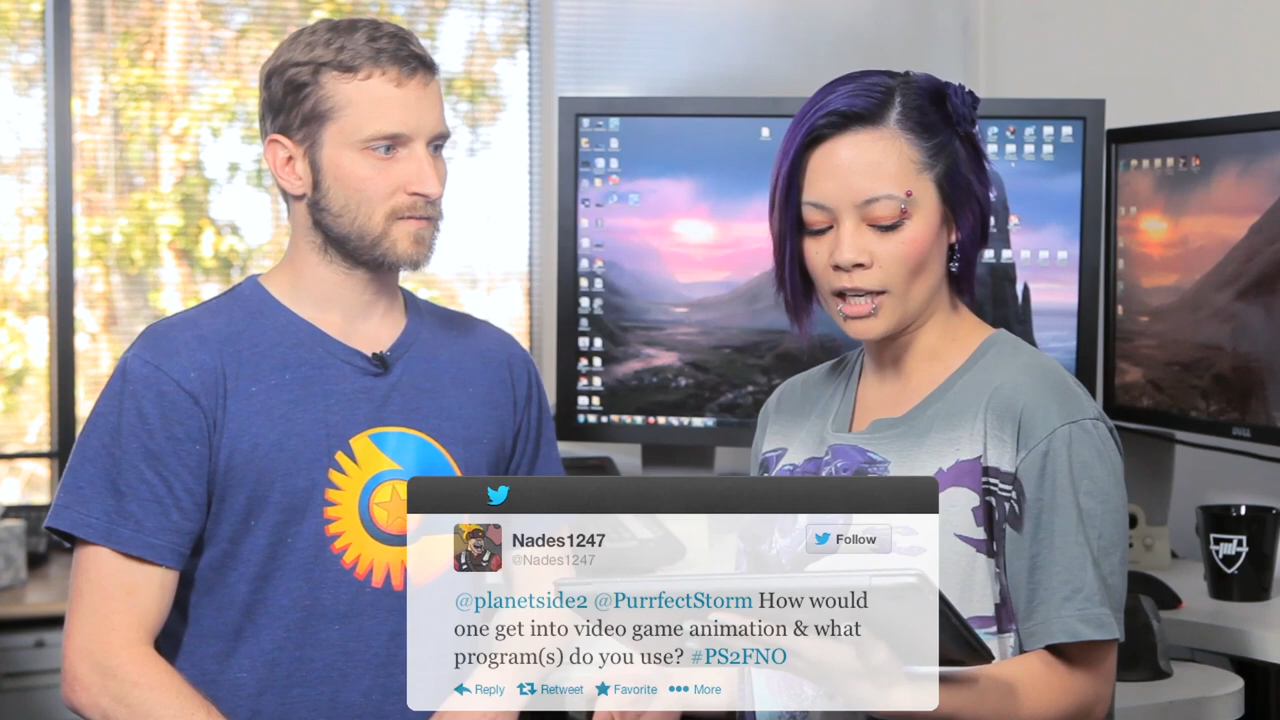 Nades1247
@Nades1247
Follow
@planetside2 @PurrfectStorm How would
one get into video game animation & what
program(s) do you use? #PS2FNO
Reply Retweet Favorite More
DELL